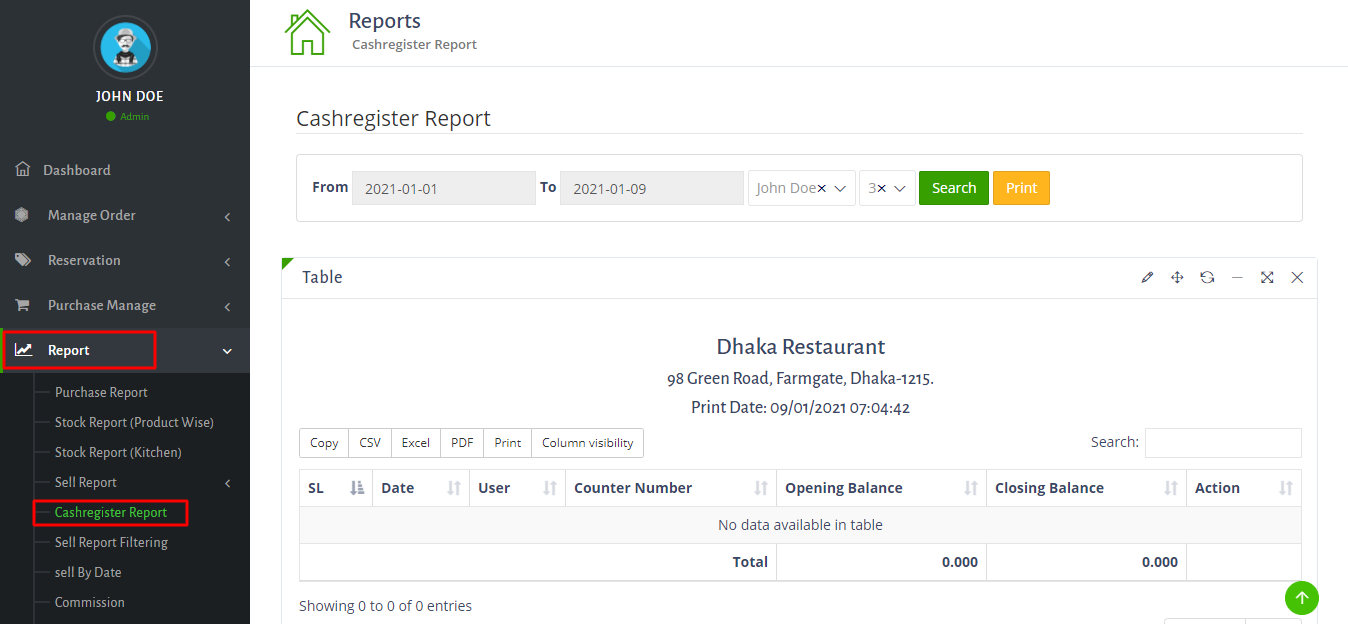 JOHN DOE
Admin
Dashboard
Manage Order
Reservation
Purchase Manage
Report
Purchase Report
Stock Report (Product Wise)
Stock Report (Kitchen)
Sell Report
Cashregister Report
Sell Report Filtering
sell By Date
Commission
Reports
Cashregister Report
Cashregister Report
From 2021-01-01 To 2021-01-09 John Doe× 3× Search Print
Table
Dhaka Restaurant
98 Green Road, Farmgate, Dhaka-1215.
Print Date: 09/01/2021 07:04:42
Copy CSV Excel PDF Print Column visibility Search:
SL Date User Counter Number Opening Balance Closing Balance Action
No data available in table
Total 0.000 0.000
Showing 0 to 0 of 0 entries